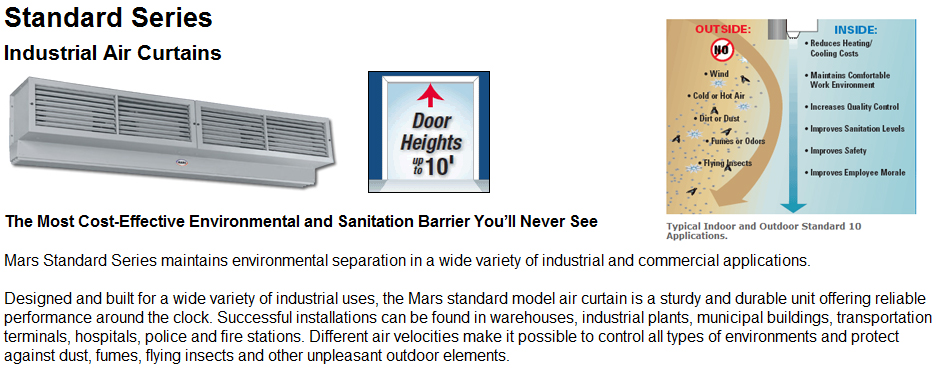 Standard Series
Industrial Air Curtains
Door
Heights
up
to 10'
OUTSIDE:
NO
• Wind
• Cold or Hot Air
• Dirt or Dust
• Fumes or Odors
• Flying Insects
INSIDE:
• Reduces Heating/
Cooling Costs
• Maintains Comfortable
Work Environment
• Increases Quality Control
• Improves Sanitation Levels
• Improves Safety
• Improves Employee Morale
Typical Indoor and Outdoor Standard 10
Applications.
The Most Cost-Effective Environmental and Sanitation Barrier You’ll Never See
Mars Standard Series maintains environmental separation in a wide variety of industrial and commercial applications.
Designed and built for a wide variety of industrial uses, the Mars standard model air curtain is a sturdy and durable unit offering reliable
performance around the clock. Successful installations can be found in warehouses, industrial plants, municipal buildings, transportation
terminals, hospitals, police and fire stations. Different air velocities make it possible to control all types of environments and protect
against dust, fumes, flying insects and other unpleasant outdoor elements.